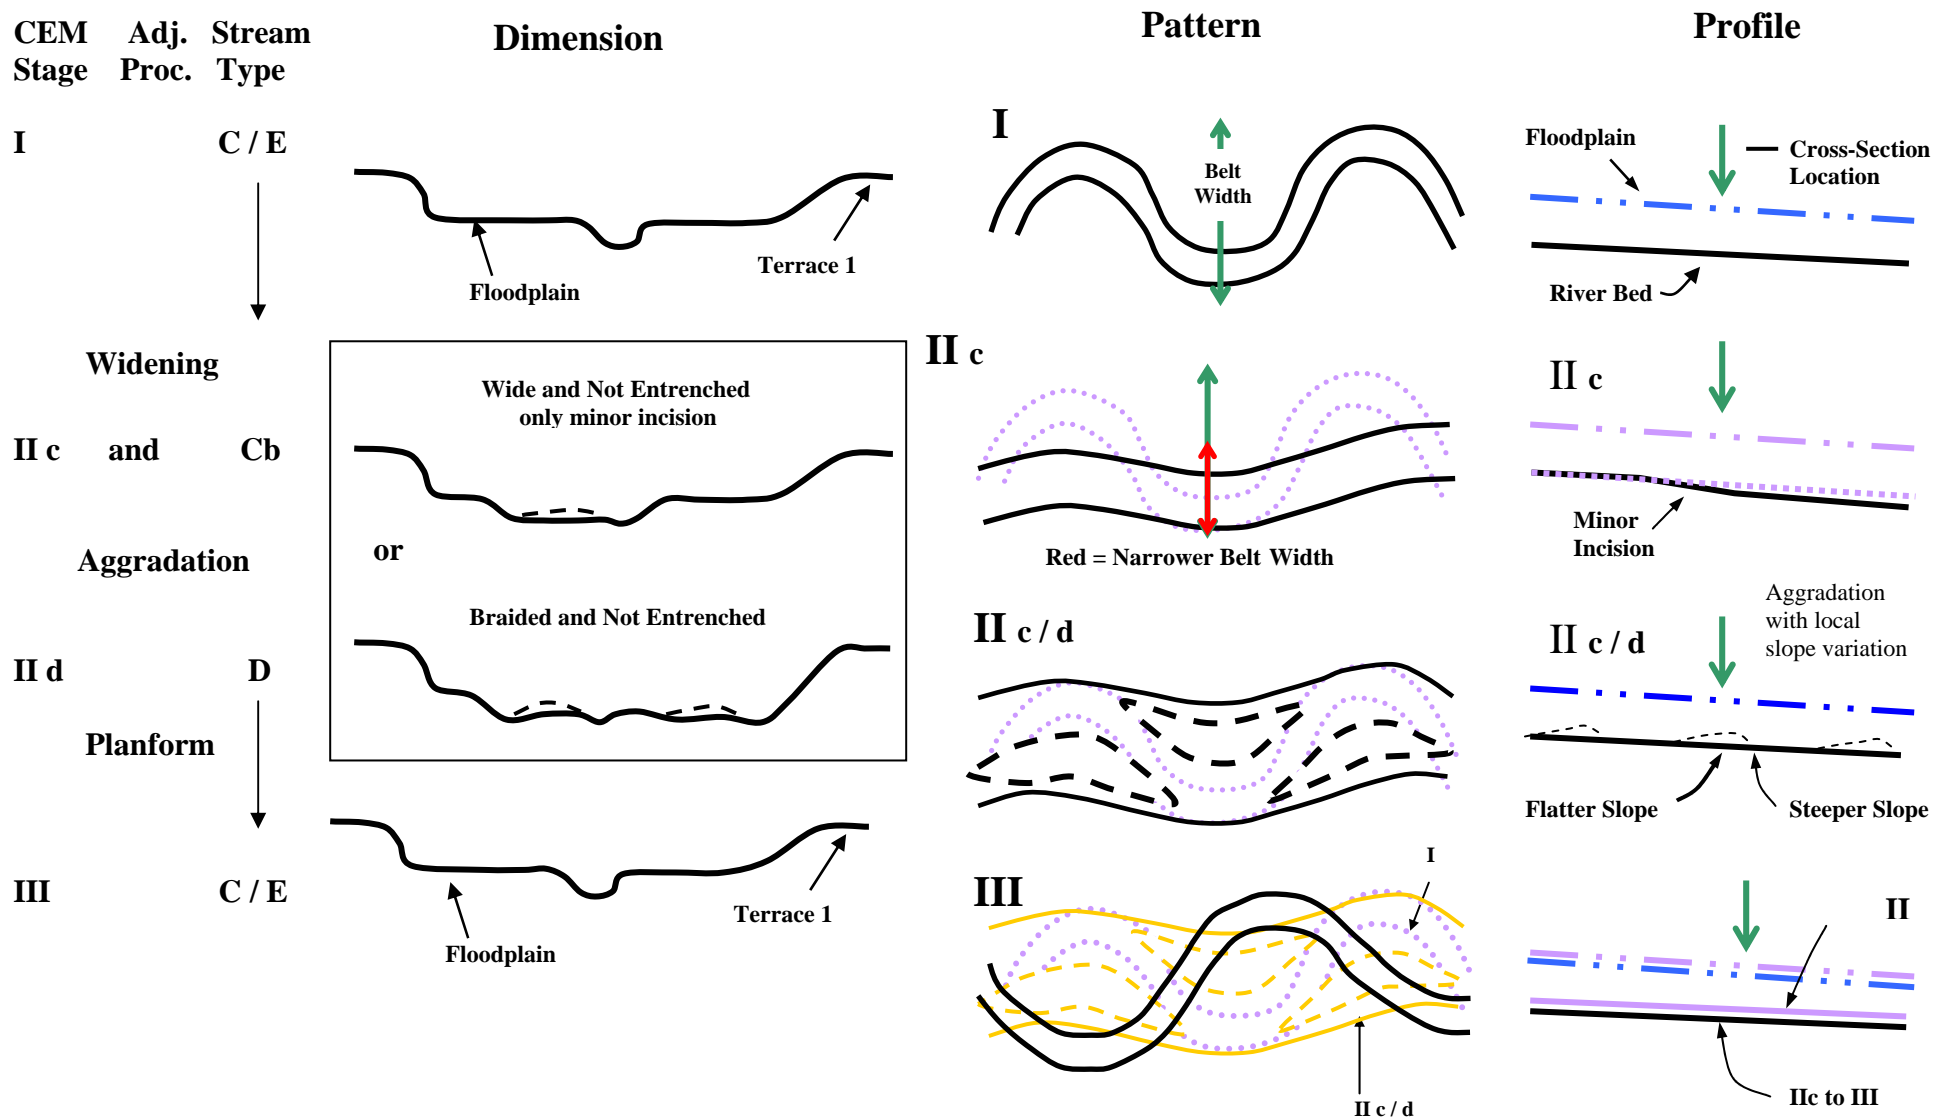 CEM Adj. Stream
Stage Proc. Type
Dimension
Pattern
Profile
I C / E
Floodplain
Terrace 1
I
Belt
Width
Floodplain
Cross-Section
Location
River Bed
Widening
II c and Cb
Aggradation
II d D
Planform
Wide and Not Entrenched
only minor incision
or
Braided and Not Entrenched
II c
Red = Narrower Belt Width
II c
Minor
Incision
II c / d
II c / d
Aggradation
with local
slope variation
Flatter Slope
Steeper Slope
III C / E
Floodplain
Terrace 1
III
I
II c / d
II
IIc to III